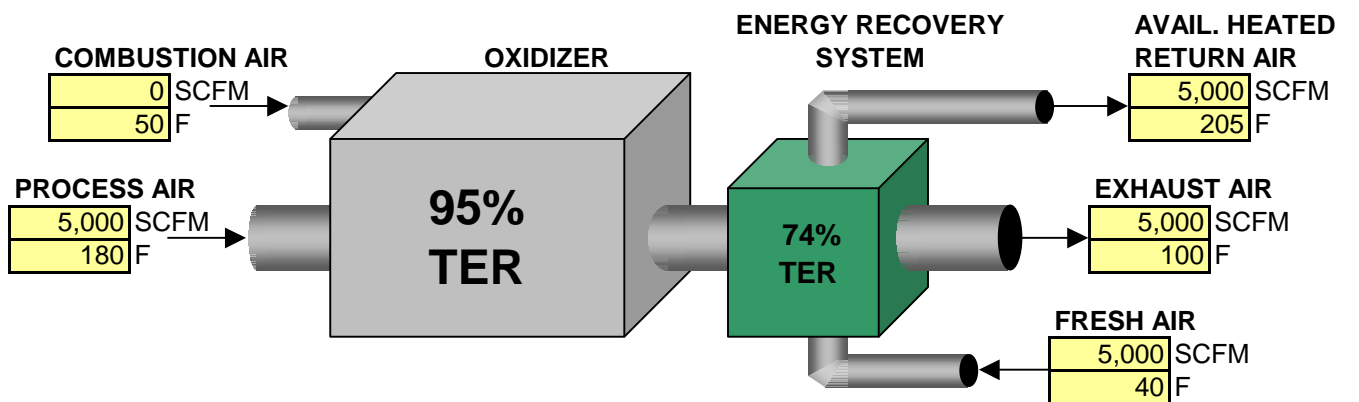 COMBUSTION AIR
0 SCFM
50 F
PROCESS AIR
5,000 SCFM
180 F
OXIDIZER
95%
TER
ENERGY RECOVERY
SYSTEM
74%
TER
AVAIL. HEATED
RETURN AIR
5,000 SCFM
205 F
EXHAUST AIR
5,000 SCFM
100 F
FRESH AIR
5,000 SCFM
40 F